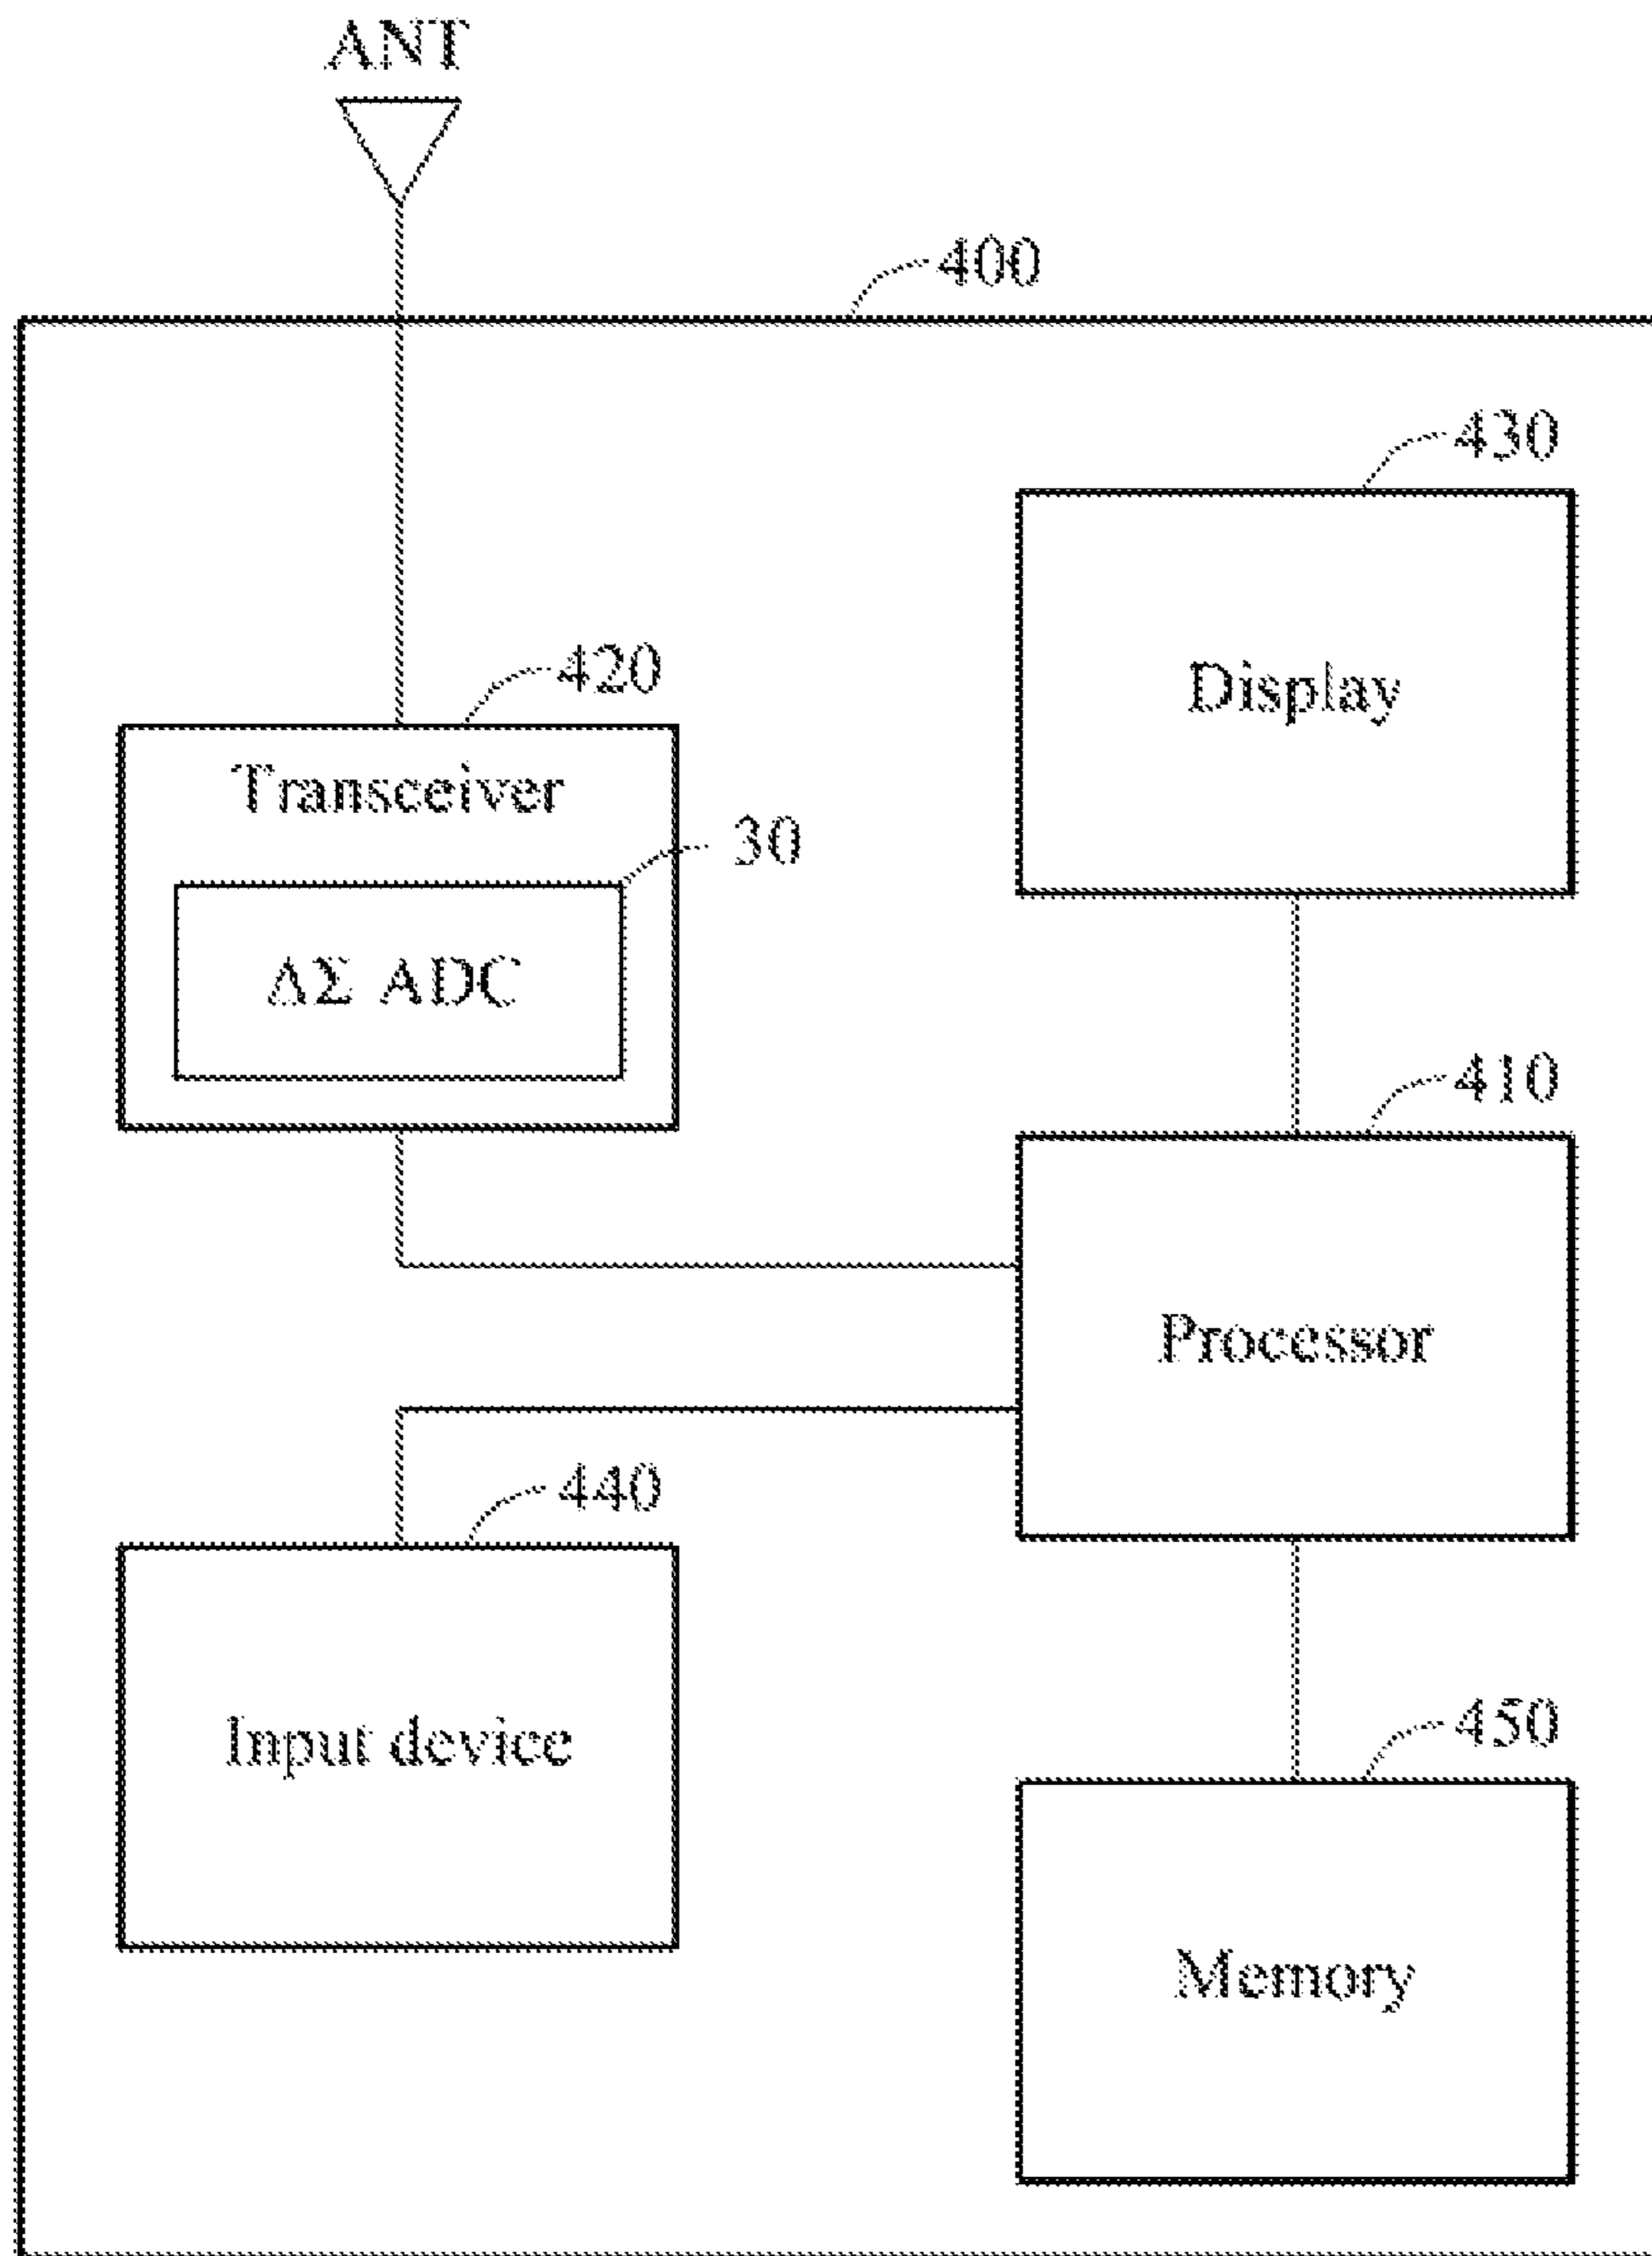 ANT
400
430
Display
420
Transceiver
30
ΔΣ ADC
410
Processor
440
Input device
450
Memory